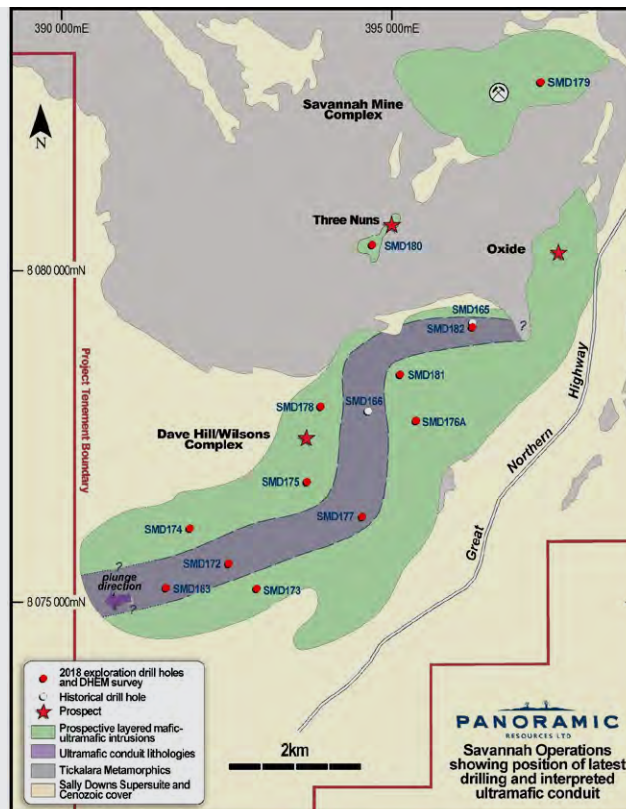 390 000mE
395 000mE
SMD179
Savannah Mine
Complex
N
Three Nuns
SMD180
Oxide
8 080 000mN
SMD165
?
SMD182
SMD181
SMD178
SMD166
SMD176A
Dave Hill/Wilsons
Complex
Project Tenement Boundary
Great Northern Highway
SMD175
SMD174
SMD177
?
SMD172
plunge
direction
SMD163
SMD173
?
8 075 000mN
2018 exploration drill holes
and DHEM survey
Historical drill hole
Prospect
Prospective layered mafic-
ultramafic intrusions
Ultramafic conduit lithologies
Tickalara Metamorphics
Sally Downs Supersuite and
Cenozoic cover
2km
PANORAMIC
RESOURCES LTD
Savannah Operations
showing position of latest
drilling and interpreted
ultramafic conduit